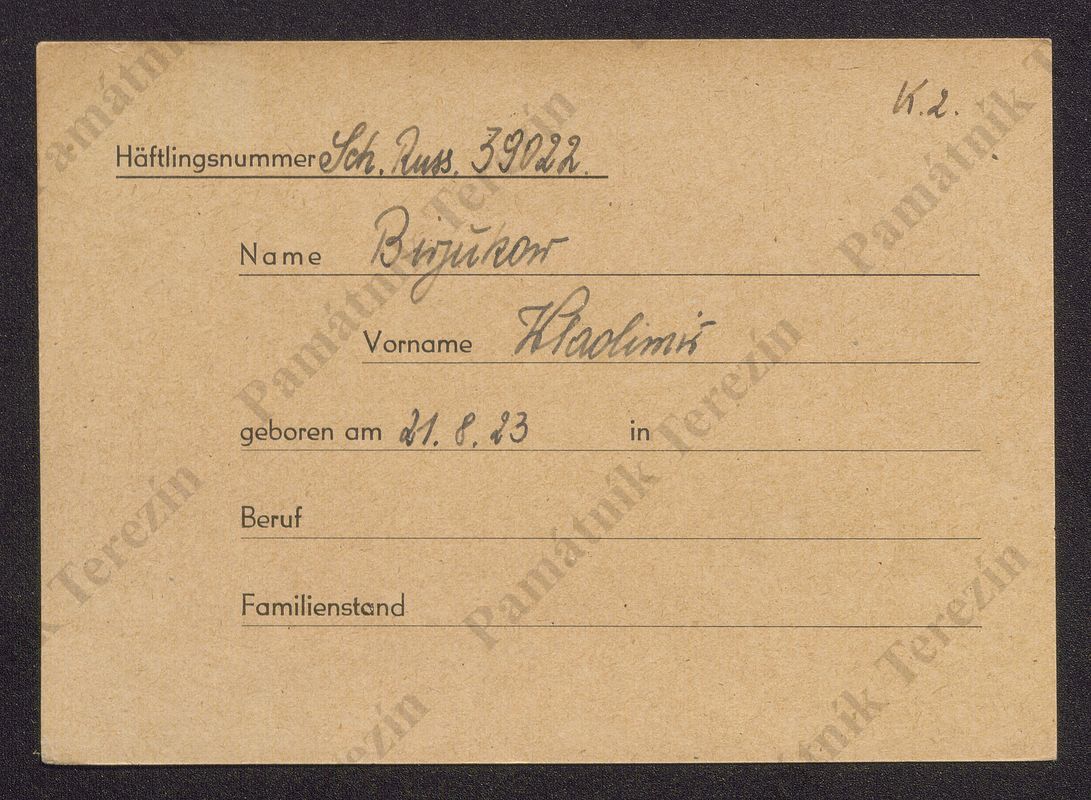 K.2.
Häftlingsnummer Sch. Russ. 39022.
Name Birjukow
Vorname Wladimir
geboren am 21. 8. 23 in
Beruf
Familienstand
Památník Terezín